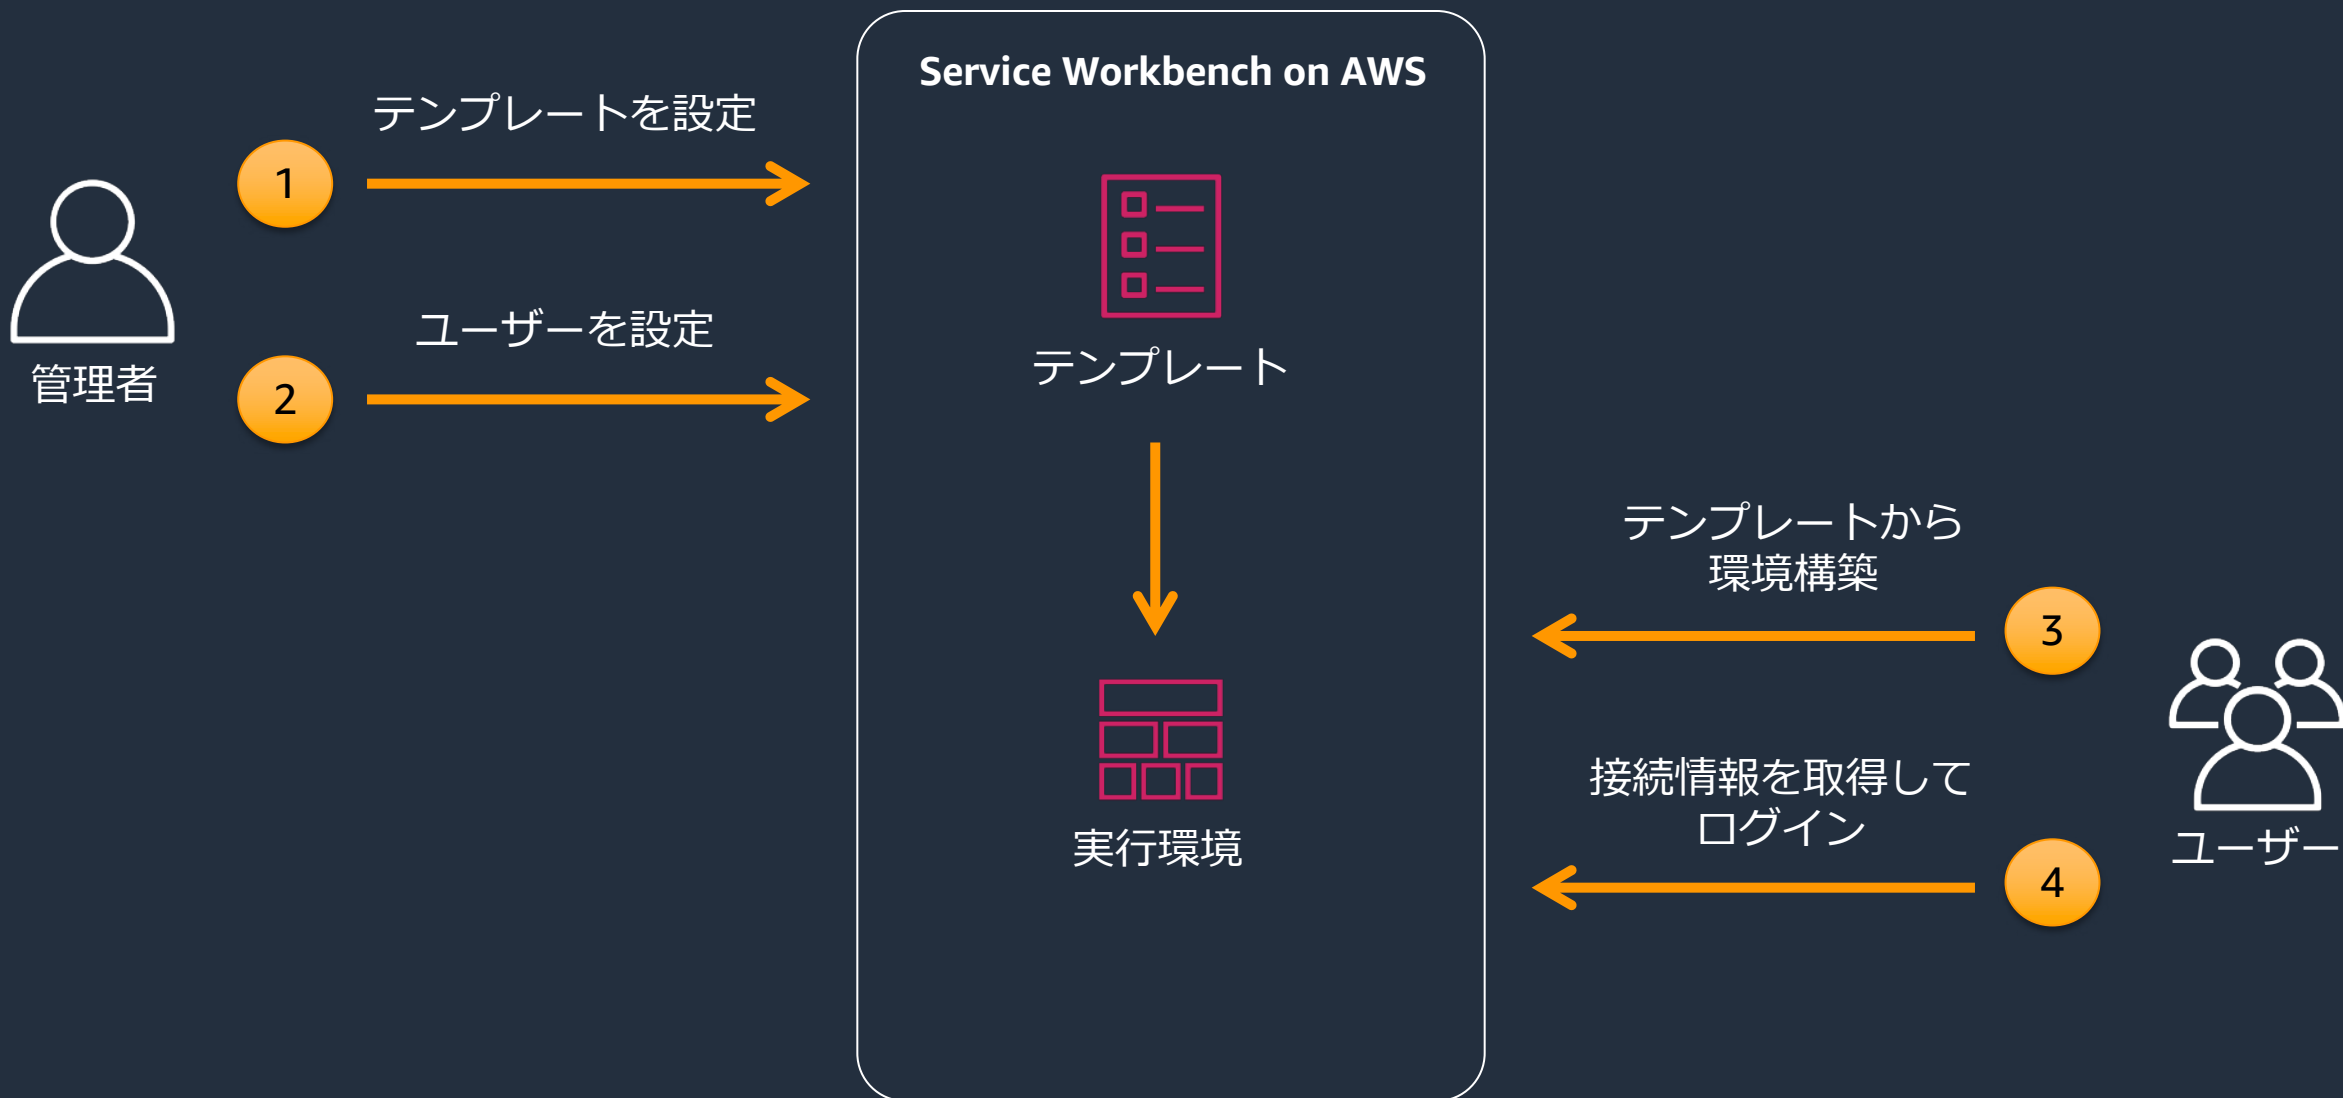 Service Workbench on AWS
テンプレートを設定
1
管理者
ユーザーを設定
2
テンプレート
実行環境
テンプレートから
環境構築
3
接続情報を取得して
ログイン
4
ユーザー